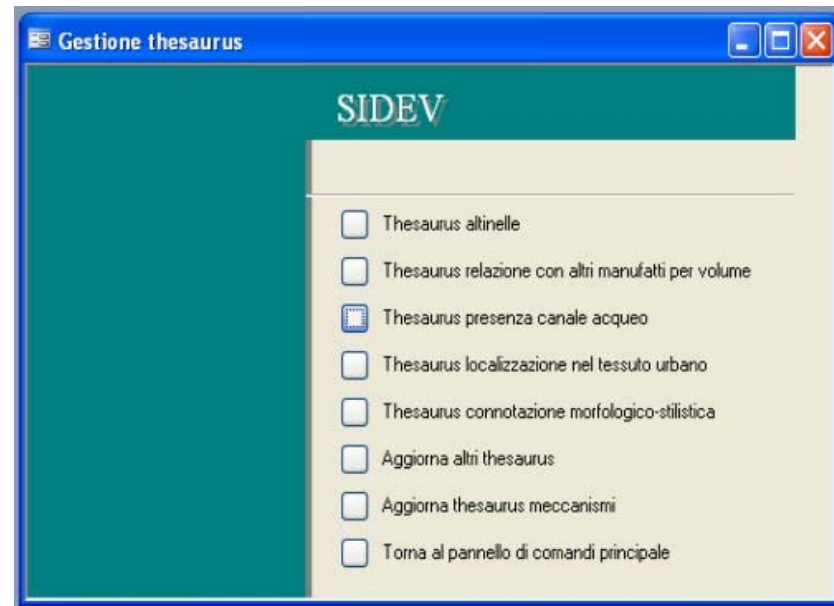 Gestione thesaurus
SIDEV
Thesaurus altinelle
Thesaurus relazione con altri manufatti per volume
Thesaurus presenza canale acqueo
Thesaurus localizzazione nel tessuto urbano
Thesaurus connotazione morfologico-stilistica
Aggiorna altri thesaurus
Aggiorna thesaurus meccanismi
Torna al pannello di comandi principale